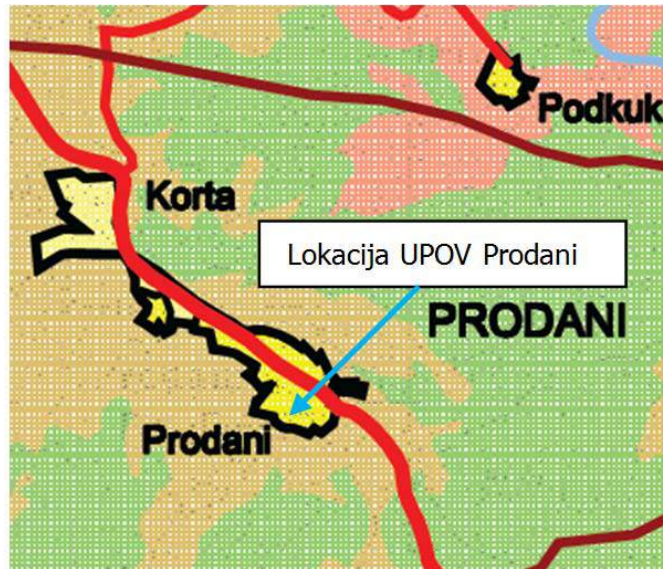 Podkuk
Korta
Lokacija UPOV Prodani
PRODANI
Prodani